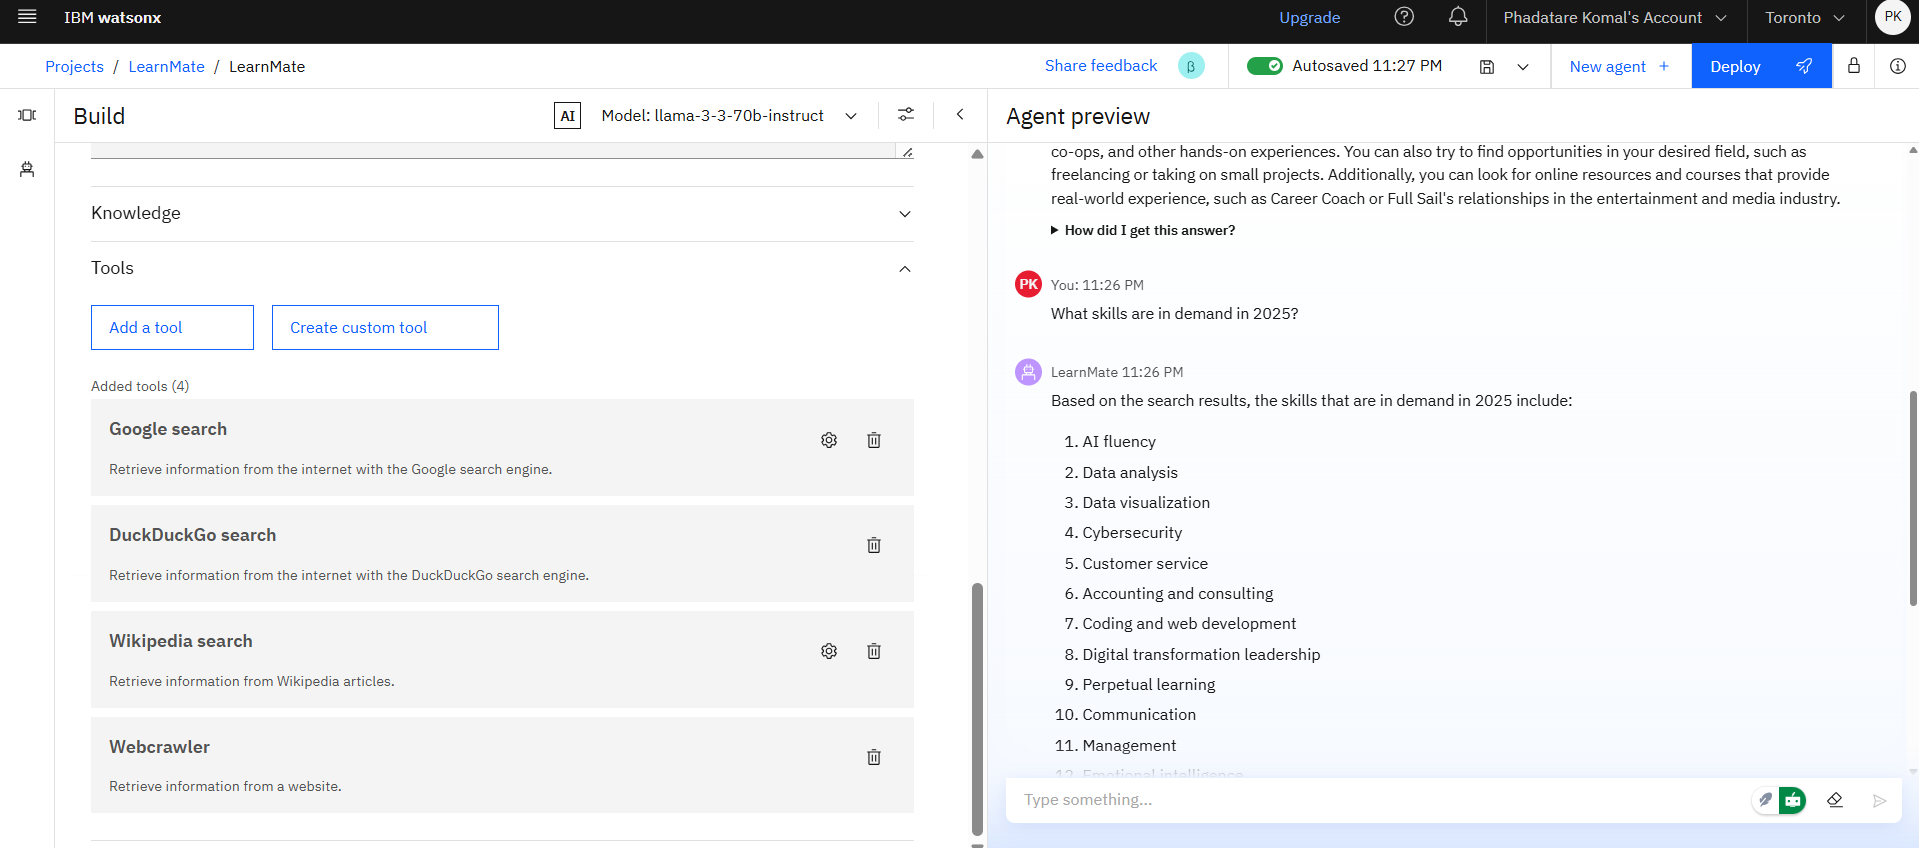 IBM watsonx
Upgrade
Phadatare Komal's Account
Toronto
PK
Projects / LearnMate / LearnMate
Share feedback
β
Autosaved 11:27 PM
New agent +
Deploy
Build
AI
Model: llama-3-3-70b-instruct
Knowledge
Tools
Add a tool
Create custom tool
Added tools (4)
Google search
Retrieve information from the internet with the Google search engine.
DuckDuckGo search
Retrieve information from the internet with the DuckDuckGo search engine.
Wikipedia search
Retrieve information from Wikipedia articles.
Webcrawler
Retrieve information from a website.
Agent preview
co-ops, and other hands-on experiences. You can also try to find opportunities in your desired field, such as
freelancing or taking on small projects. Additionally, you can look for online resources and courses that provide
real-world experience, such as Career Coach or Full Sail's relationships in the entertainment and media industry.
How did I get this answer?
PK
You: 11:26 PM
What skills are in demand in 2025?
LearnMate 11:26 PM
Based on the search results, the skills that are in demand in 2025 include:
1. AI fluency
2. Data analysis
3. Data visualization
4. Cybersecurity
5. Customer service
6. Accounting and consulting
7. Coding and web development
8. Digital transformation leadership
9. Perpetual learning
10. Communication
11. Management
12. Emotional intelligence
Type something...